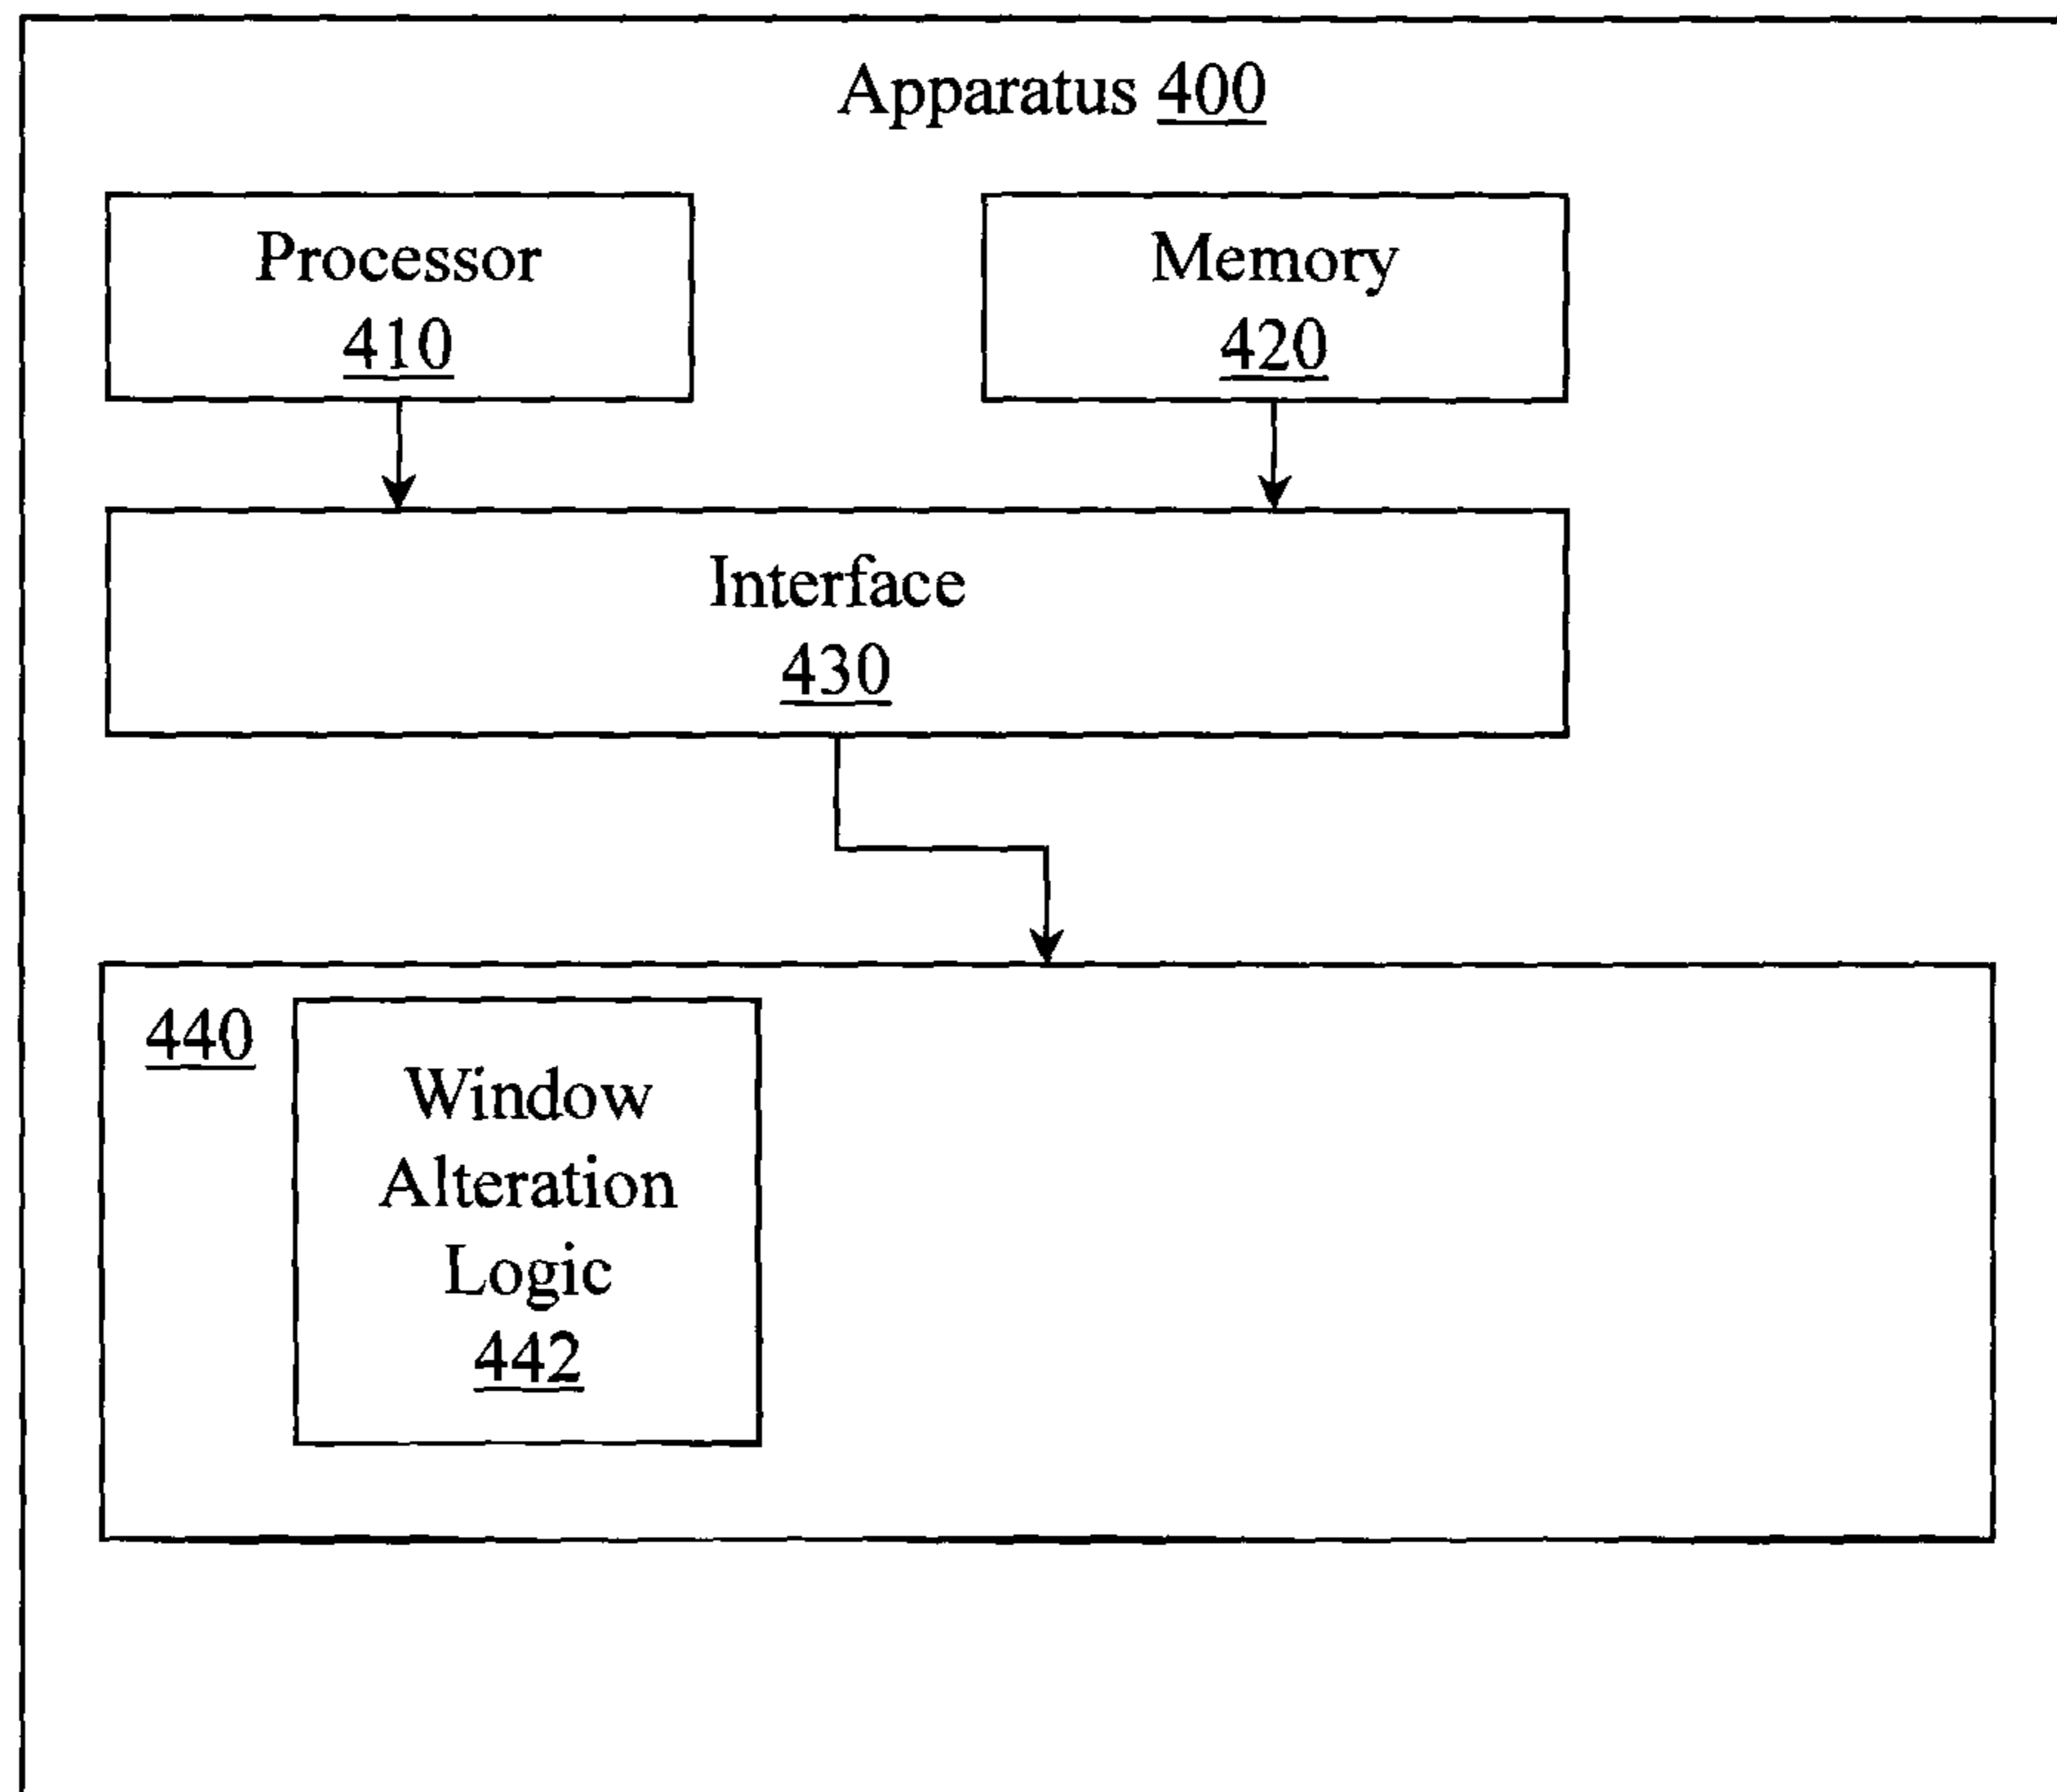 Apparatus 400
Processor
410
Memory
420
Interface
430
440
Window
Alteration
Logic
442